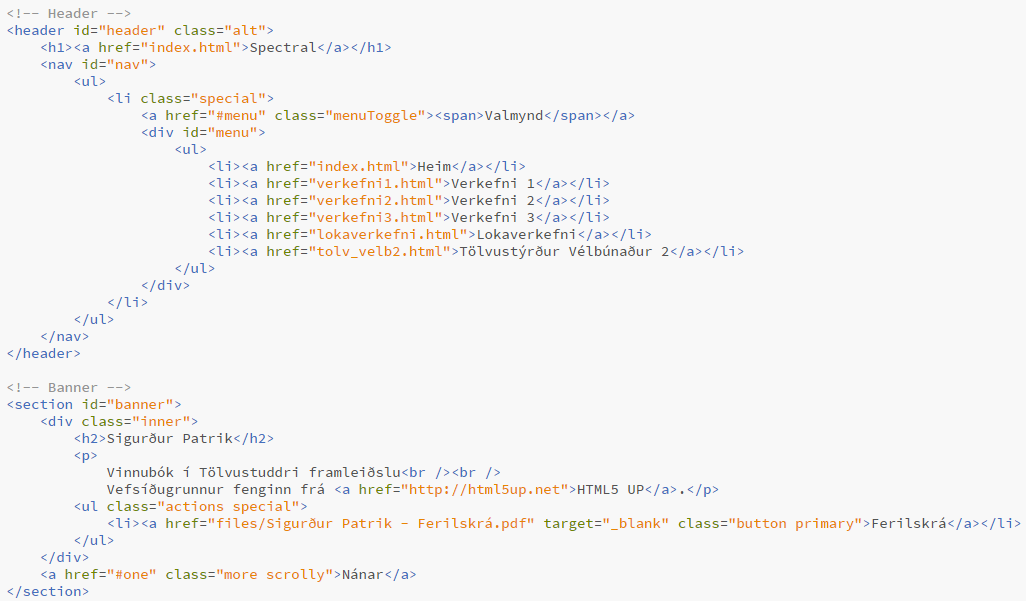 <!-- Header -->
<header id="header" class="alt">
    <h1><a href="index.html">Spectral</a></h1>
    <nav id="nav">
        <ul>
            <li class="special">
                <a href="#menu" class="menuToggle"><span>Valmynd</span></a>
                <div id="menu">
                    <ul>
                        <li><a href="index.html">Heim</a></li>
                        <li><a href="verkefni1.html">Verkefni 1</a></li>
                        <li><a href="verkefni2.html">Verkefni 2</a></li>
                        <li><a href="verkefni3.html">Verkefni 3</a></li>
                        <li><a href="lokaverkefni.html">Lokaverkefni</a></li>
                        <li><a href="tolv_velb2.html">Tölvustýrður Vélbúnaður 2</a></li>
                    </ul>
                </div>
            </li>
        </ul>
    </nav>
</header>

<!-- Banner -->
<section id="banner">
    <div class="inner">
        <h2>Sigurður Patrik</h2>
        <p>
            Vinnubók í Tölvustuddri framleiðslu<br /><br />
            Vefsíðugrunnur fenginn frá <a href="http://html5up.net">HTML5 UP</a>.</p>
        <ul class="actions special">
            <li><a href="files/Sigurður Patrik - Ferilskrá.pdf" target="_blank" class="button primary">Ferilskrá</a></li>
        </ul>
    </div>
    <a href="#one" class="more scrolly">Nánar</a>
</section>